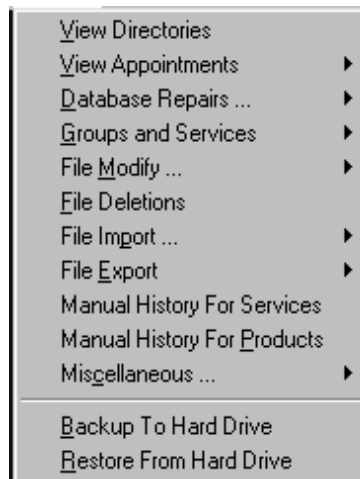 View Directories
View Appointments
Database Repairs ...
Groups and Services
File Modify ...
File Deletions
File Import ...
File Export
Manual History For Services
Manual History For Products
Miscellaneous ...
Backup To Hard Drive
Restore From Hard Drive